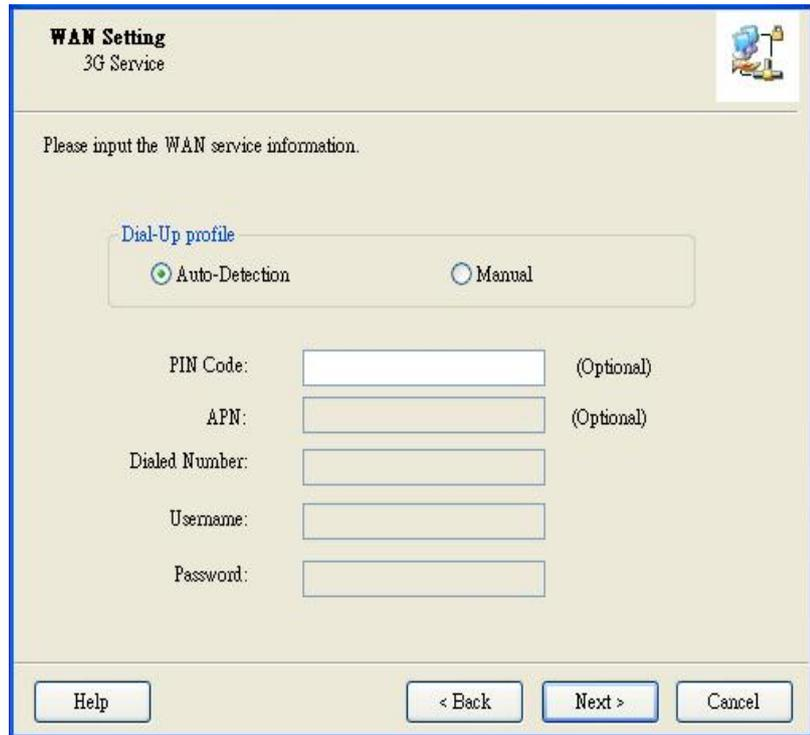 WAN Setting
3G Service
Please input the WAN service information.
Dial-Up profile
Auto-Detection Manual
PIN Code: (Optional)
APN: (Optional)
Dialed Number:
Username:
Password:
Help < Back Next > Cancel